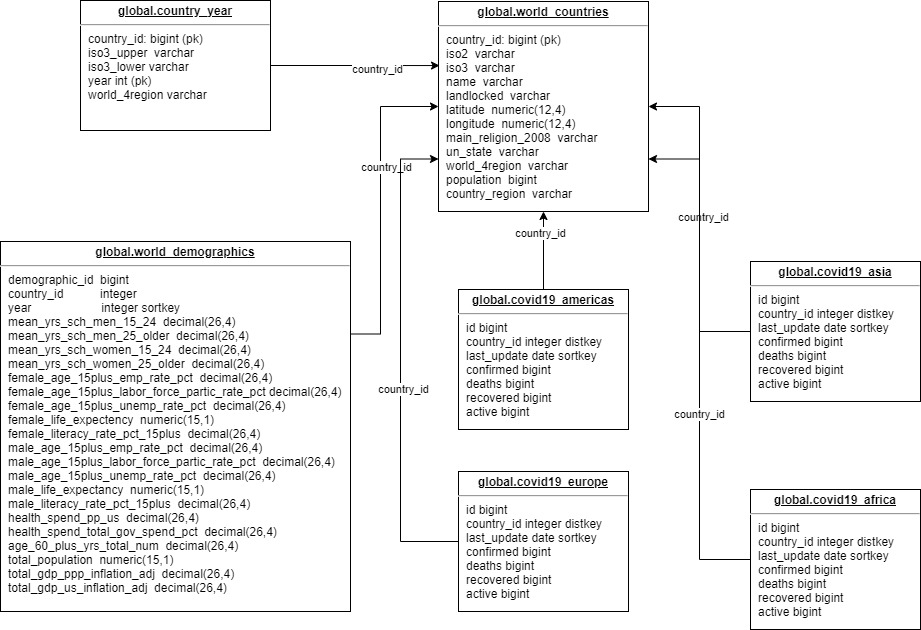 global.country_year
country_id: bigint (pk)
iso3_upper varchar
iso3_lower varchar
year int (pk)
world_4region varchar
country_id
global.world_countries
country_id: bigint (pk)
iso2 varchar
iso3 varchar
name varchar
landlocked varchar
latitude numeric(12,4)
longitude numeric(12,4)
main_religion_2008 varchar
un_state varchar
world_4region varchar
population bigint
country_region varchar
country_id
country_id
country_id
global.world_demographics
demographic_id bigint
country_id integer
year integer sortkey
mean_yrs_sch_men_15_24 decimal(26,4)
mean_yrs_sch_men_25_older decimal(26,4)
mean_yrs_sch_women_15_24 decimal(26,4)
mean_yrs_sch_women_25_older decimal(26,4)
female_age_15plus_emp_rate_pct decimal(26,4)
female_age_15plus_labor_force_partic_rate_pct decimal(26,4)
female_age_15plus_unemp_rate_pct decimal(26,4)
female_life_expectency numeric(15,1)
female_literacy_rate_pct_15plus decimal(26,4)
male_age_15plus_emp_rate_pct decimal(26,4)
male_age_15plus_labor_force_partic_rate_pct decimal(26,4)
male_age_15plus_unemp_rate_pct decimal(26,4)
male_life_expectancy numeric(15,1)
male_literacy_rate_pct_15plus decimal(26,4)
health_spend_pp_us decimal(26,4)
health_spend_total_gov_spend_pct decimal(26,4)
age_60_plus_yrs_total_num decimal(26,4)
total_population numeric(15,1)
total_gdp_ppp_inflation_adj decimal(26,4)
total_gdp_us_inflation_adj decimal(26,4)
country_id
global.covid19_americas
id bigint
country_id integer distkey
last_update date sortkey
confirmed bigint
deaths bigint
recovered bigint
active bigint
global.covid19_asia
id bigint
country_id integer distkey
last_update date sortkey
confirmed bigint
deaths bigint
recovered bigint
active bigint
country_id
global.covid19_europe
id bigint
country_id integer distkey
last_update date sortkey
confirmed bigint
deaths bigint
recovered bigint
active bigint
global.covid19_africa
id bigint
country_id integer distkey
last_update date sortkey
confirmed bigint
deaths bigint
recovered bigint
active bigint